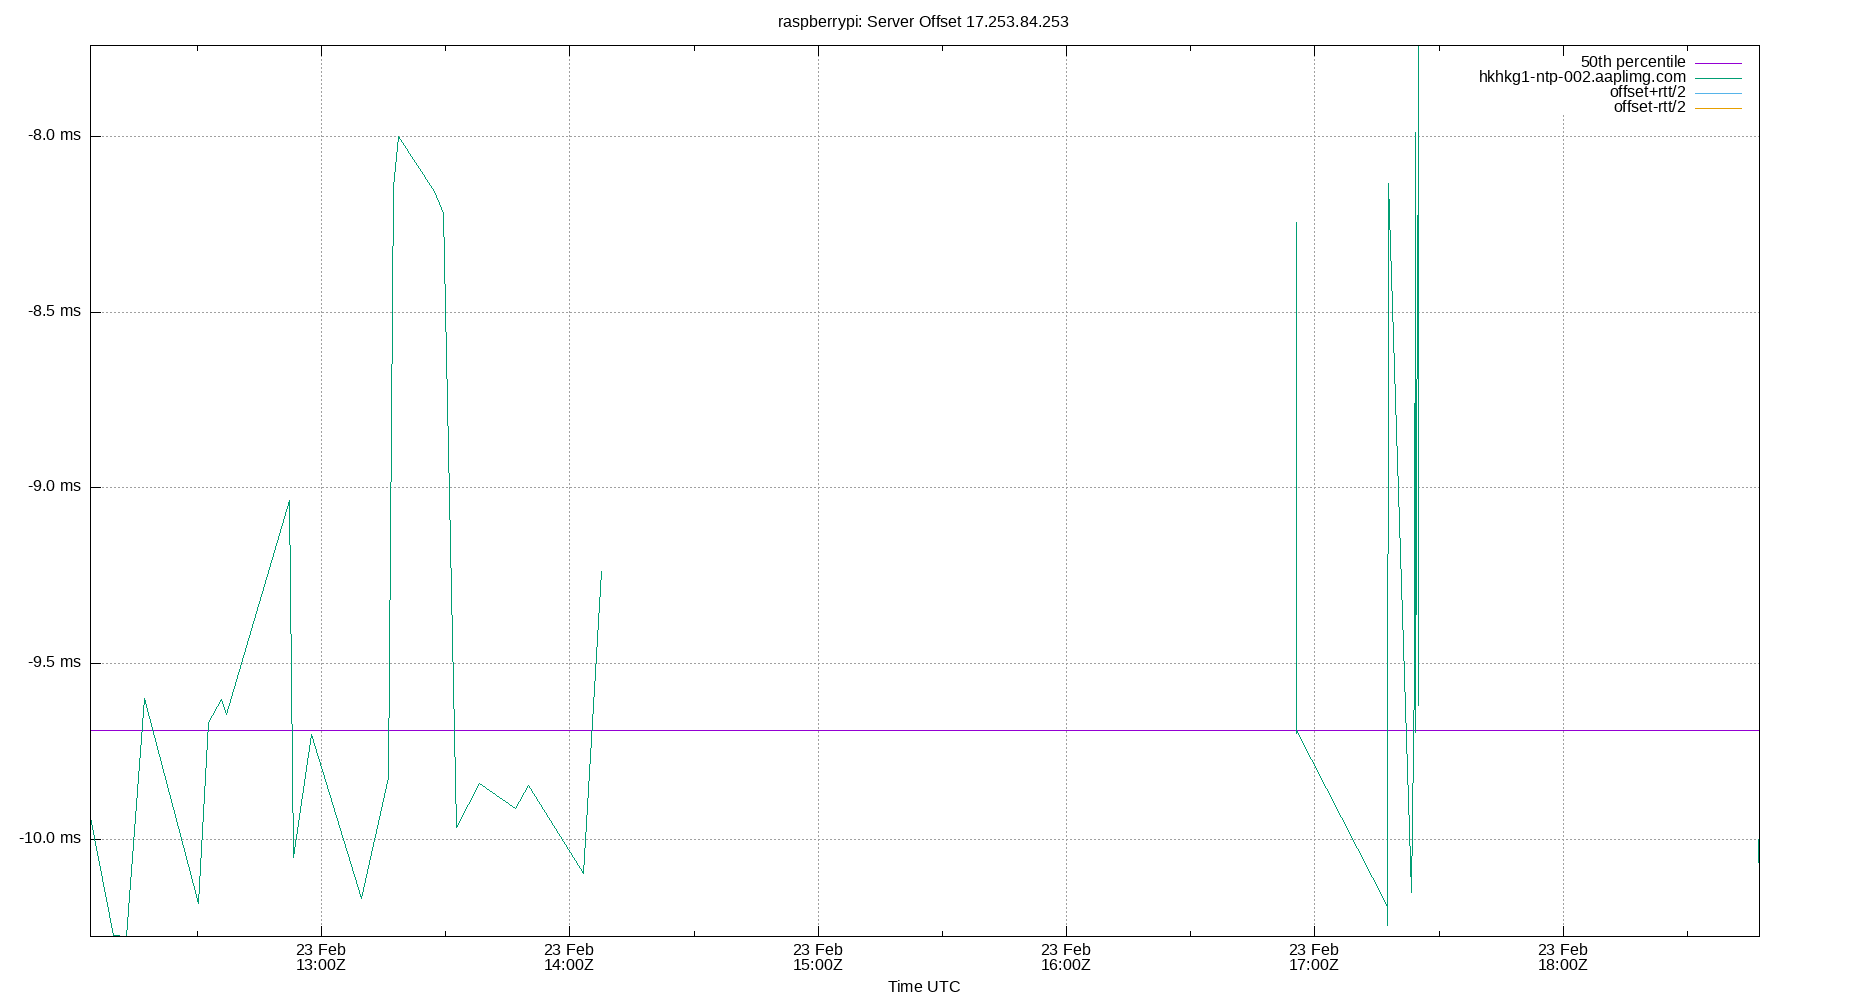 raspberrypi: Server Offset 17.253.84.253
50th percentile
hkhkg1-ntp-002.aaplimg.com
offset+rtt/2
offset-rtt/2
-8.0 ms
-8.5 ms
-9.0 ms
-9.5 ms
-10.0 ms
23 Feb 23 Feb 23 Feb 23 Feb 23 Feb 23 Feb
13:00Z 14:00Z 15:00Z 16:00Z 17:00Z 18:00Z
Time UTC